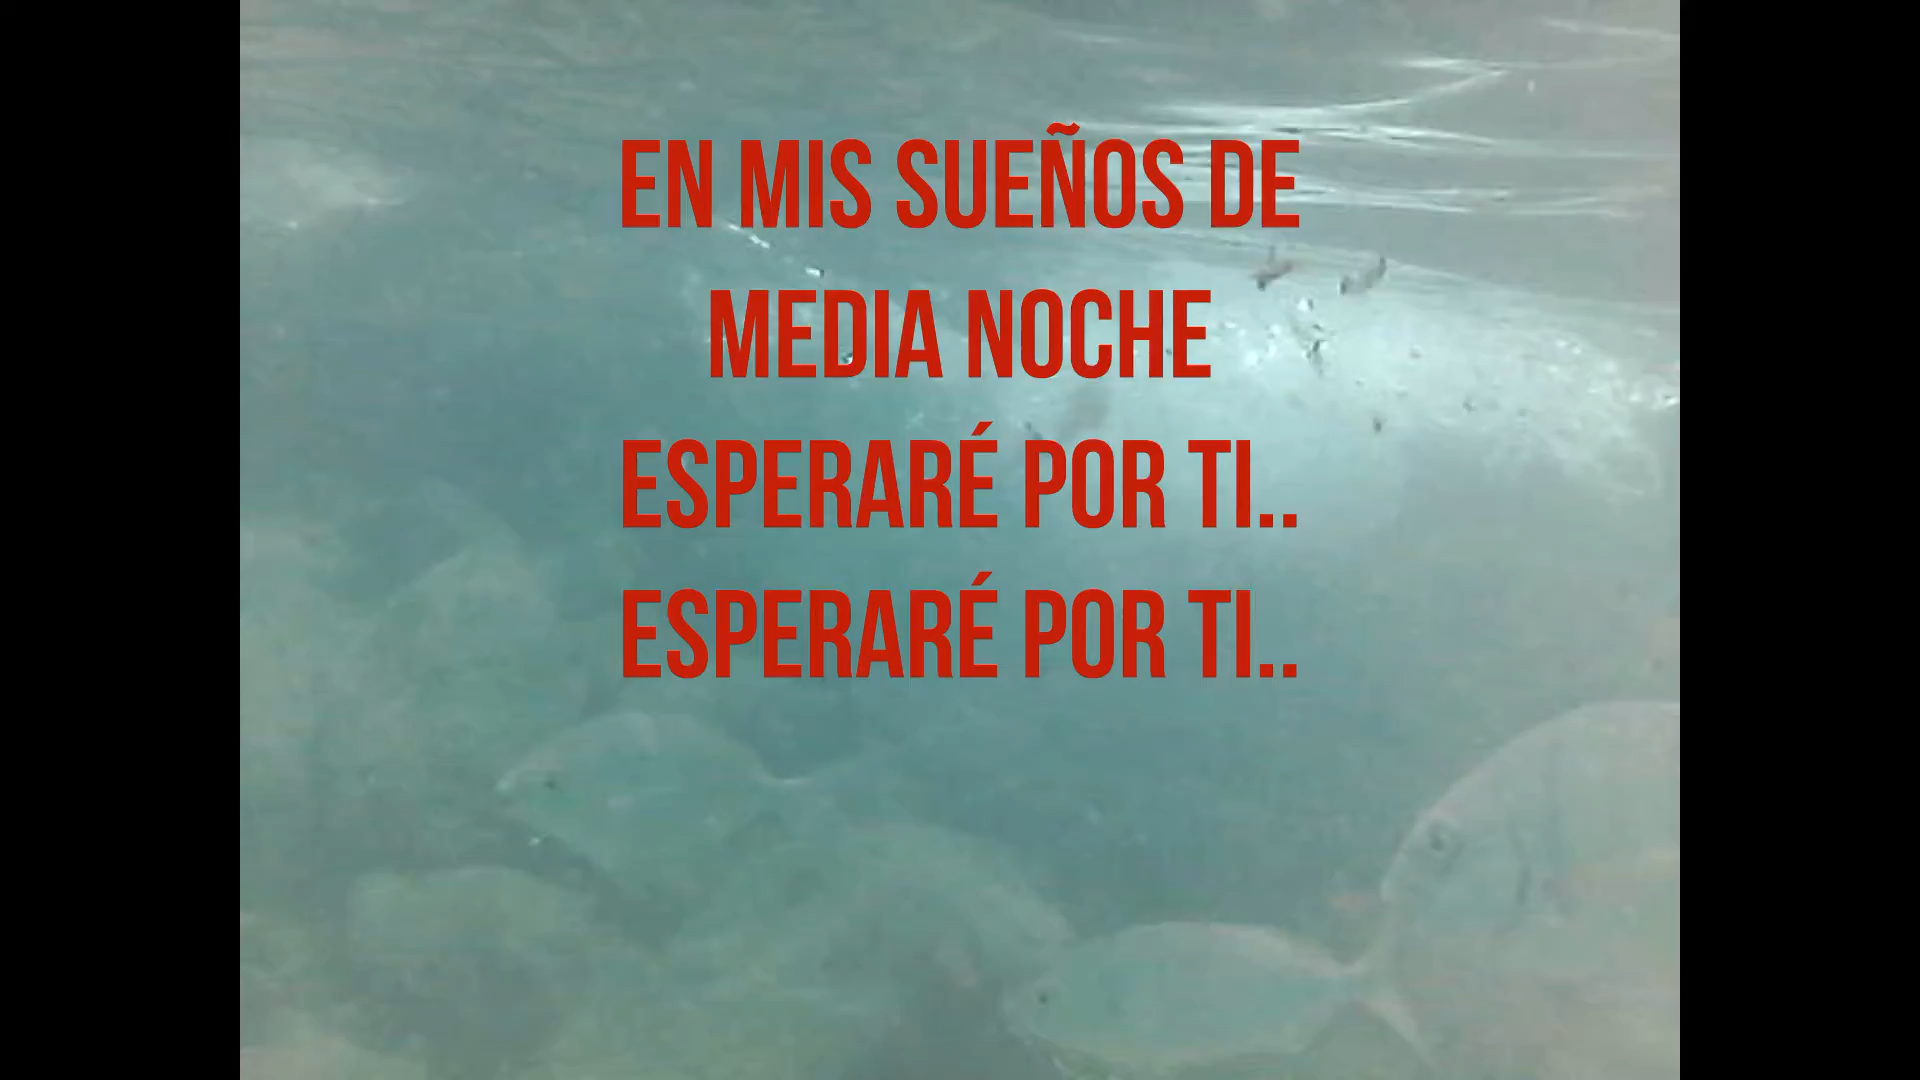 EN MIS SUEÑOS DE
MEDIA NOCHE
ESPERARÉ POR TI..
ESPERARÉ POR TI..